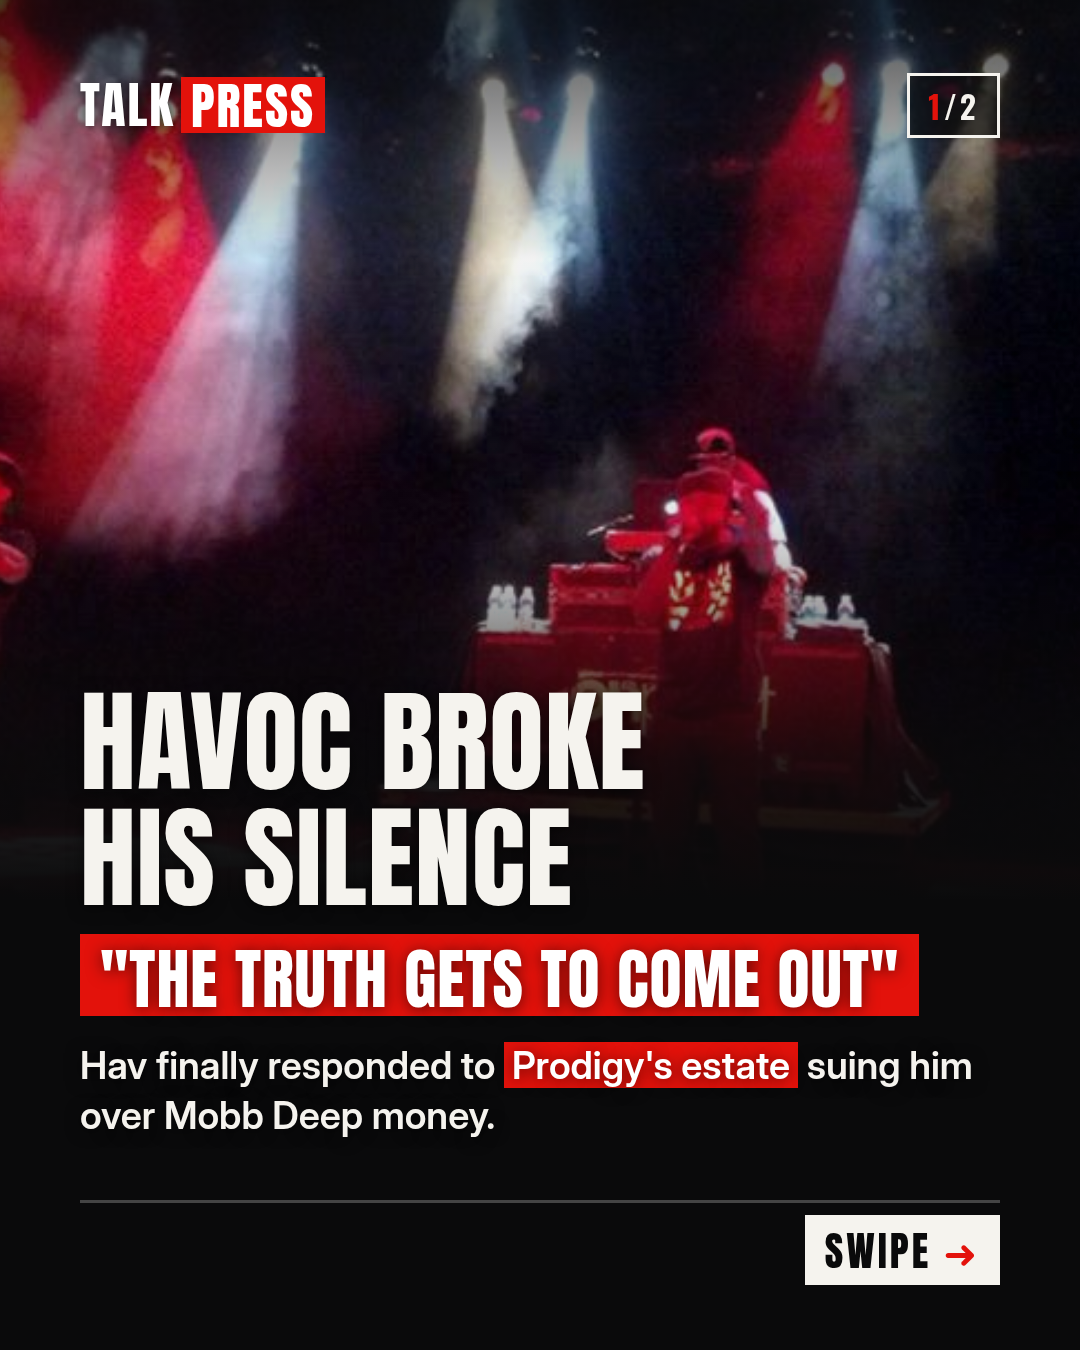 TALK PRESS
1/2
HAVOC BROKE
HIS SILENCE
"THE TRUTH GETS TO COME OUT"
Hav finally responded to Prodigy's estate suing him
over Mobb Deep money.
SWIPE →